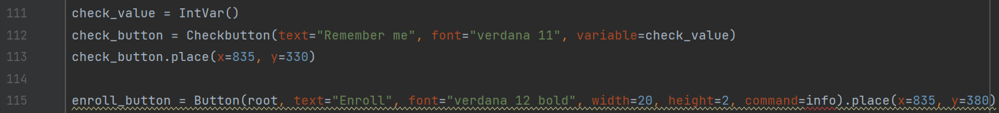 111 check_value = IntVar()
112 check_button = Checkbutton(text="Remember me", font="verdana 11", variable=check_value)
113 check_button.place(x=835, y=330)
114
115 enroll_button = Button(root, text="Enroll", font="verdana 12 bold", width=20, height=2, command=info).place(x=835, y=380)